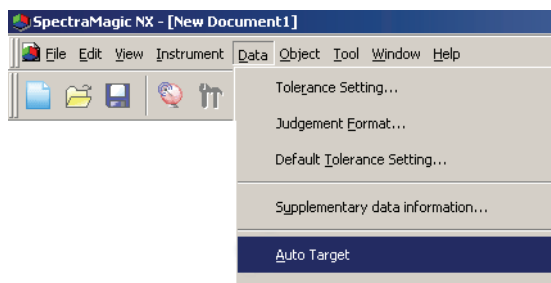 SpectraMagic NX - [New Document1]
File Edit View Instrument Data Object Tool Window Help
Tolerance Setting...
Judgement Format...
Default Tolerance Setting...
Supplementary data information...
Auto Target